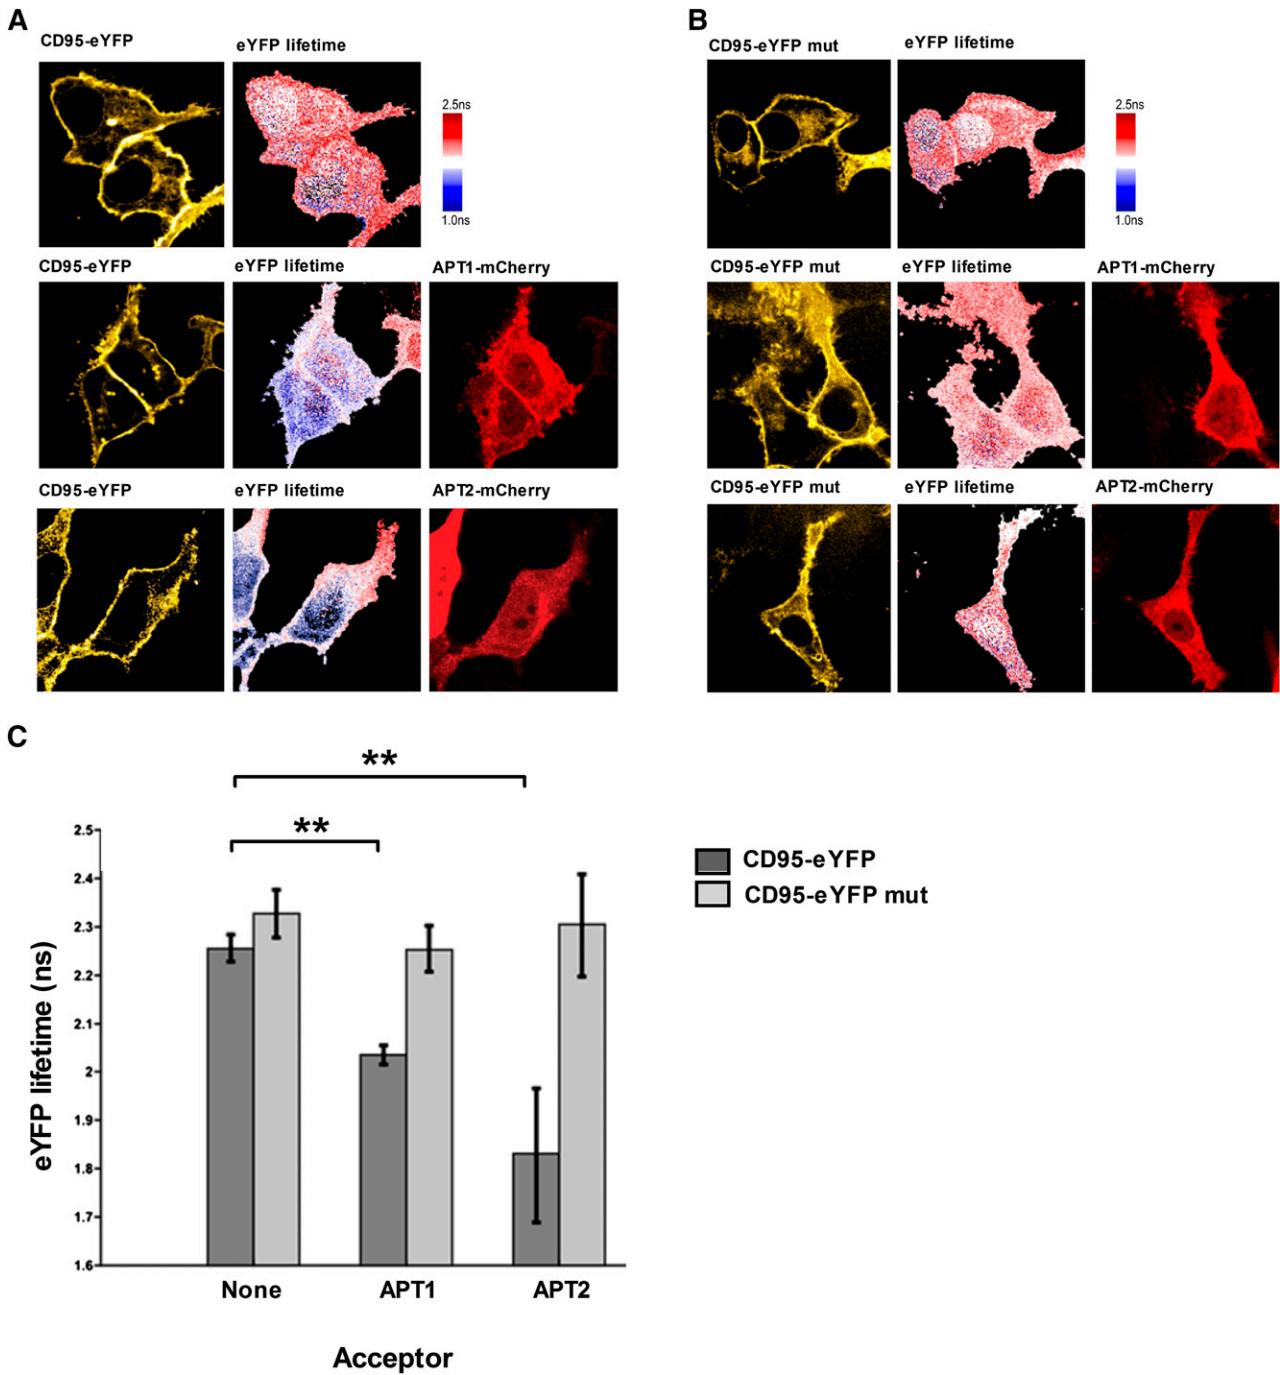 A
B
CD95-eYFP
eYFP lifetime
CD95-eYFP mut
eYFP lifetime
2.5ns
1.0ns
2.5ns
1.0ns
CD95-eYFP
eYFP lifetime
APT1-mCherry
CD95-eYFP mut
eYFP lifetime
APT1-mCherry
CD95-eYFP
eYFP lifetime
APT2-mCherry
CD95-eYFP mut
eYFP lifetime
APT2-mCherry
C
**
**
2.5
2.4
2.3
2.2
2.1
2
1.9
1.8
1.7
1.6
eYFP lifetime (ns)
None
APT1
APT2
Acceptor
CD95-eYFP
CD95-eYFP mut